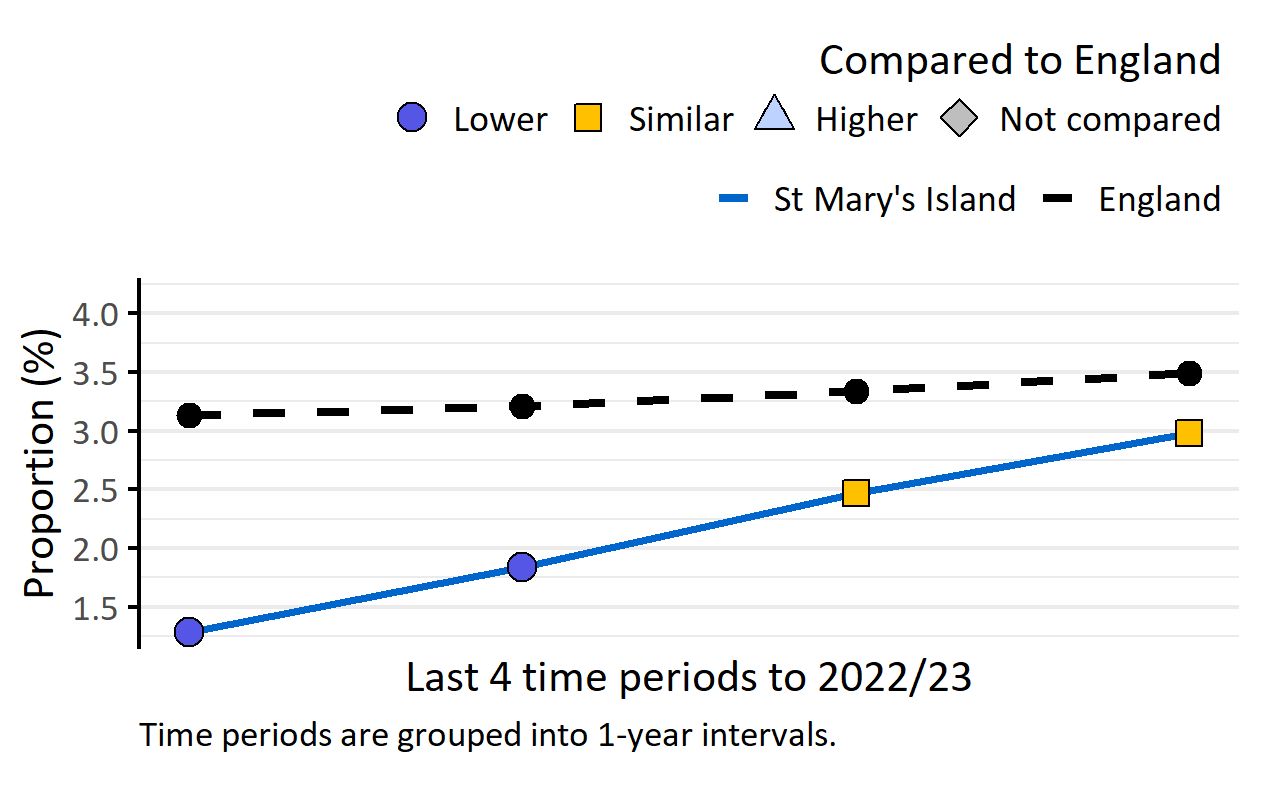 Compared to England
Lower Similar Higher Not compared
St Mary's Island England
Proportion (%)
4.0
3.5
3.0
2.5
2.0
1.5
Last 4 time periods to 2022/23
Time periods are grouped into 1-year intervals.